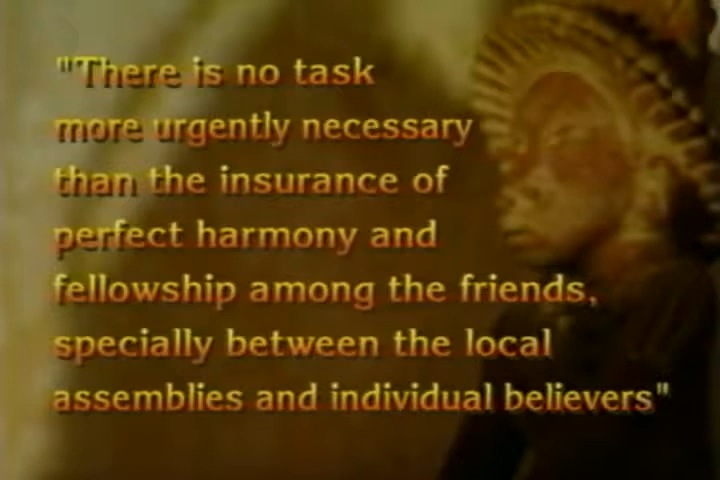 "There is no task
more urgently necessary
than the insurance of
perfect harmony and
fellowship among the friends,
specially between the local
assemblies and individual believers"